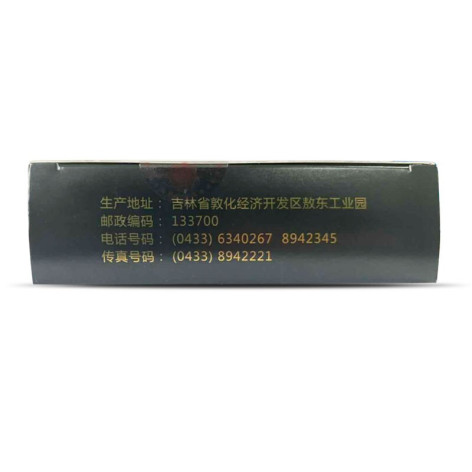 生产地址： 吉林省敦化经济开发区敖东工业园
邮政编码： 133700
电话号码： (0433) 6340267 8942345
传真号码： (0433) 8942221